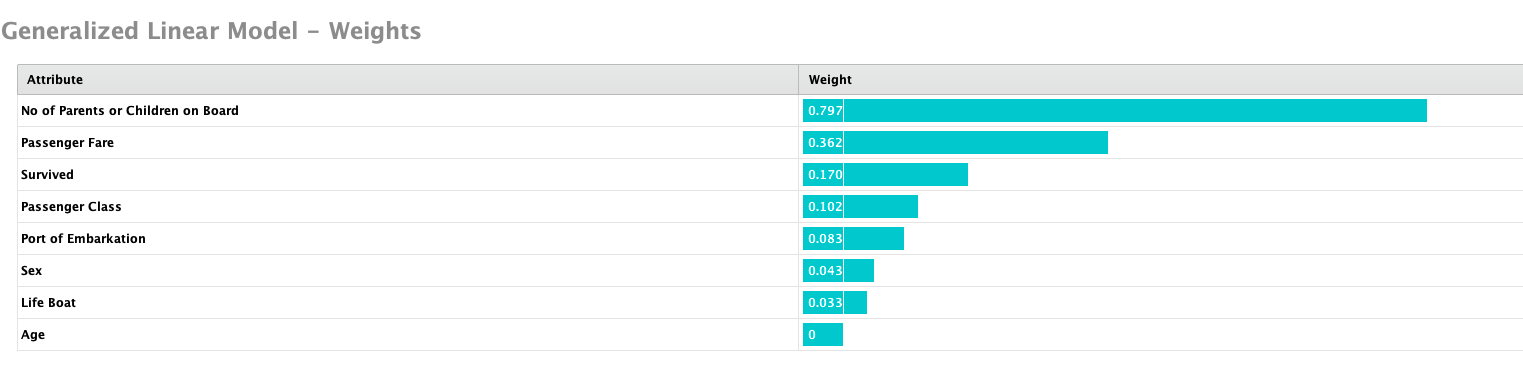 Generalized Linear Model – Weights
Attribute Weight
No of Parents or Children on Board 0.797
Passenger Fare 0.362
Survived 0.170
Passenger Class 0.102
Port of Embarkation 0.083
Sex 0.043
Life Boat 0.033
Age 0